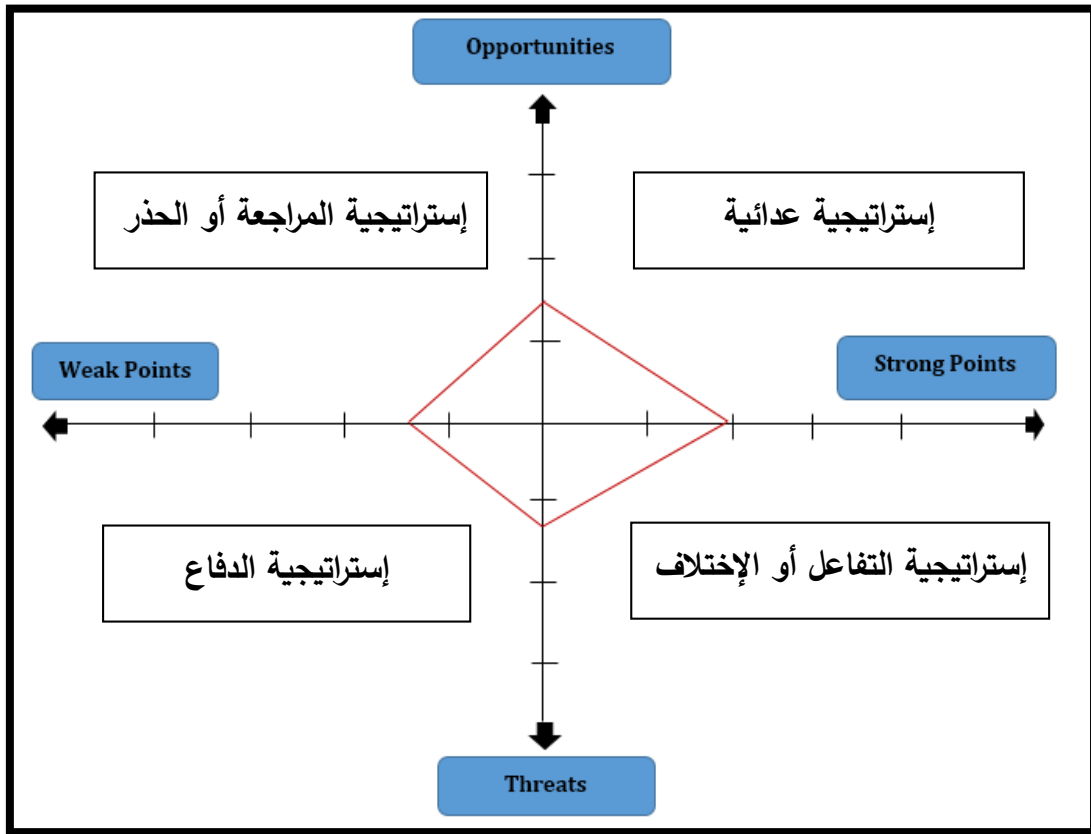 Opportunities
إستراتيجية المراجعة أو الحذر
إستراتيجية عدائية
Weak Points
Strong Points
إستراتيجية الدفاع
إستراتيجية التفاعل أو الإختلاف
Threats